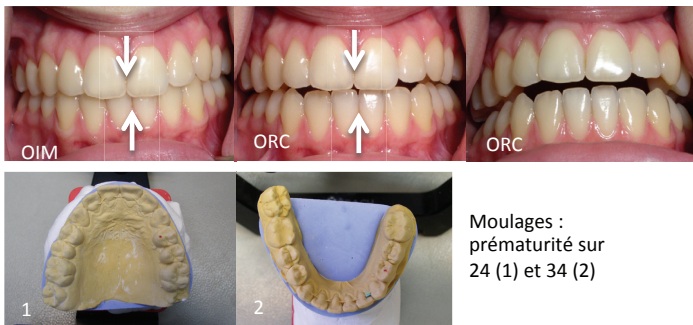 OIM
ORC
ORC
1
2
Moulages :
prématurité sur
24 (1) et 34 (2)